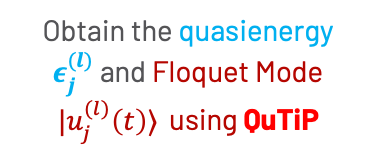 Obtain the quasienergy
ϵ_j^(l) and Floquet Mode
|u_j^(l)(t)⟩ using QuTiP